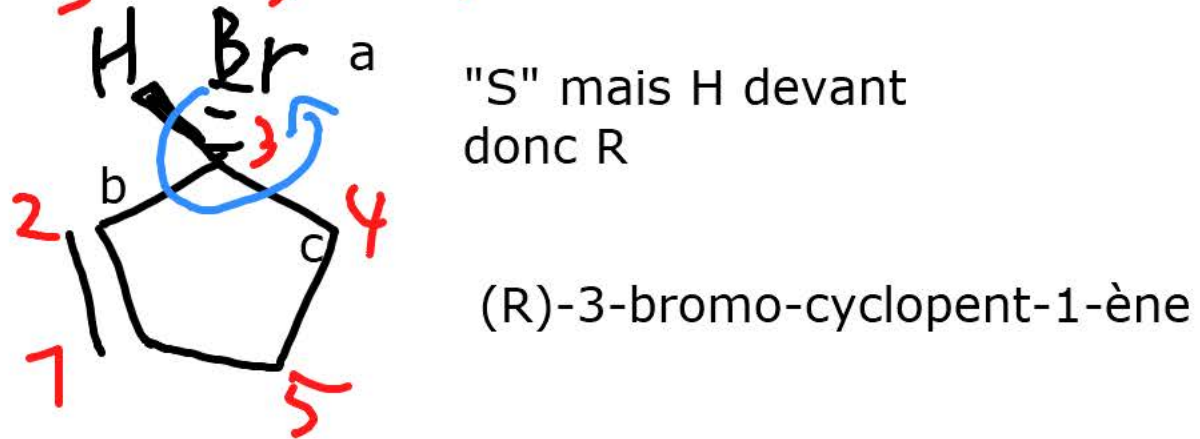 H Br a
"S" mais H devant
donc R
3
b
2
4
c
(R)-3-bromo-cyclopent-1-ène
1
5